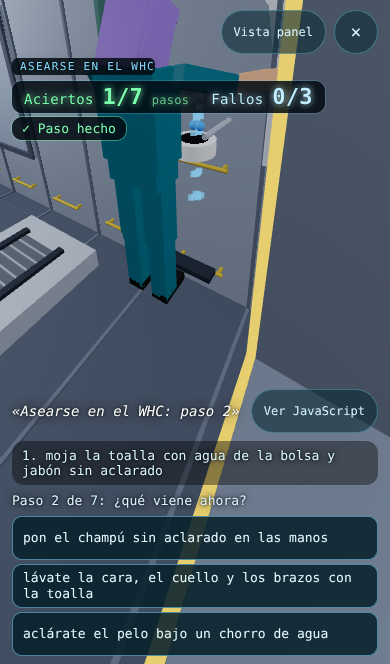 Vista panel
×
ASEARSE EN EL WHC
Aciertos 1/7 pasos Fallos 0/3
✓ Paso hecho
«Asearse en el WHC: paso 2»
Ver JavaScript
1. moja la toalla con agua de la bolsa y
jabón sin aclarado
Paso 2 de 7: ¿qué viene ahora?
pon el champú sin aclarado en las manos
lávate la cara, el cuello y los brazos con
la toalla
aclárate el pelo bajo un chorro de agua